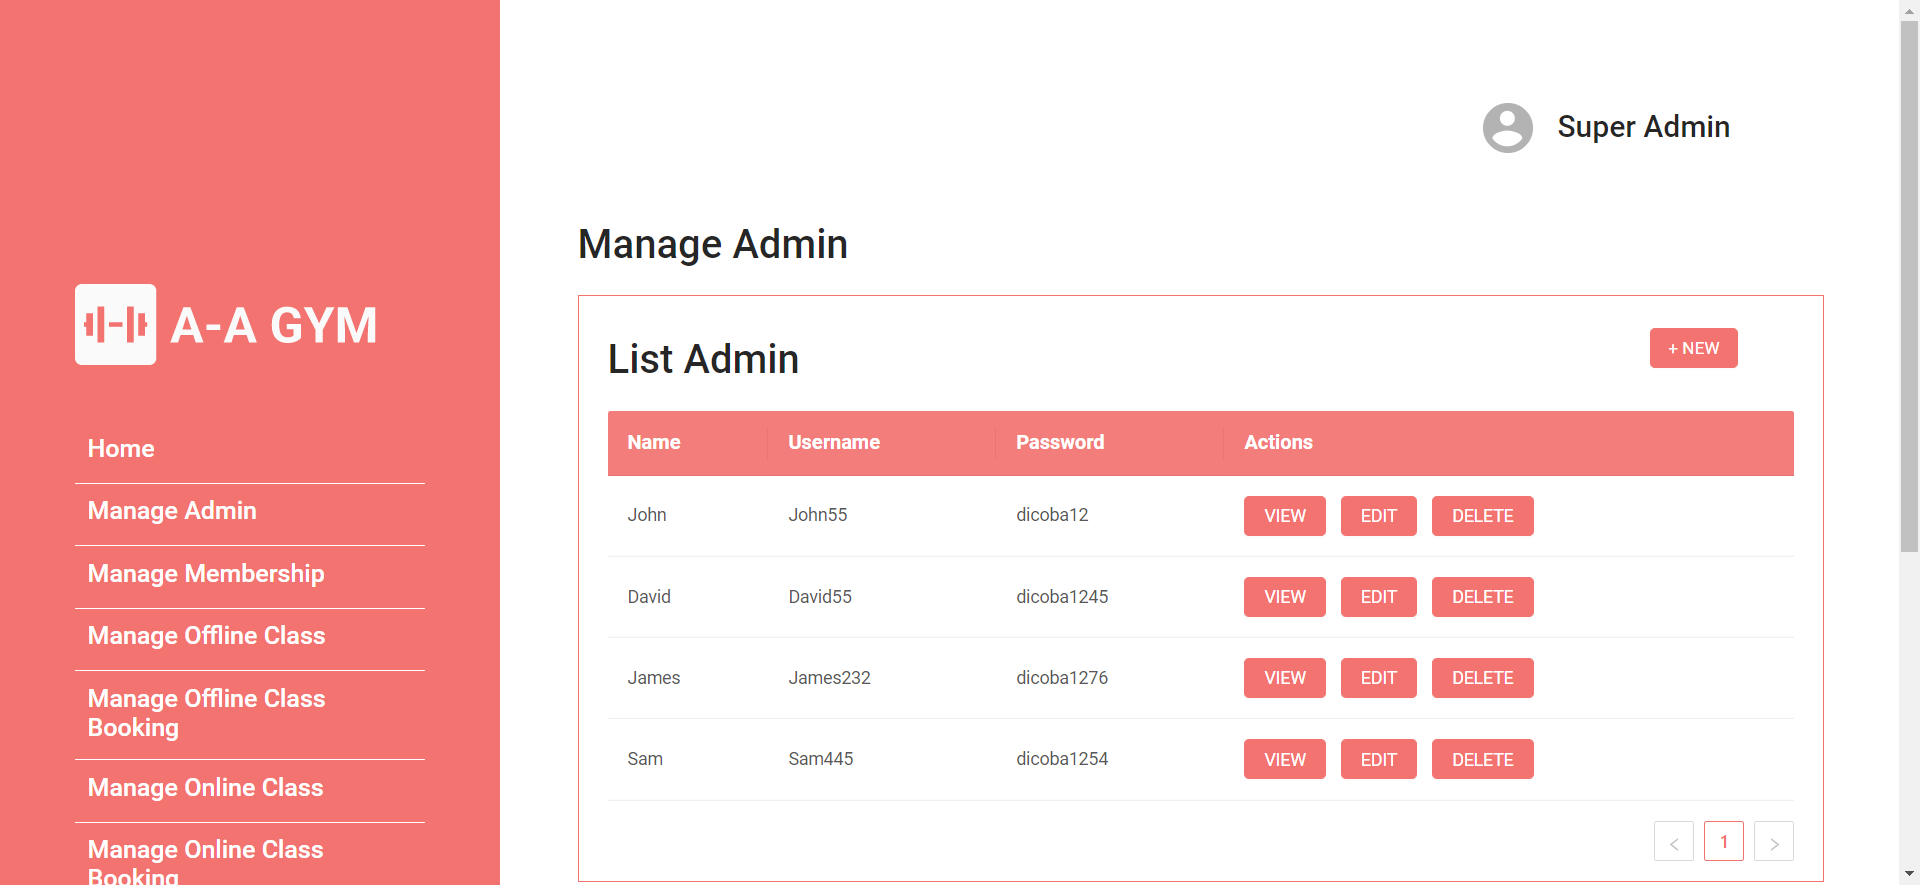 Super Admin
Manage Admin
A-A GYM
Home
Manage Admin
Manage Membership
Manage Offline Class
Manage Offline Class
Booking
Manage Online Class
Manage Online Class
Booking
List Admin
+ NEW
Name Username Password Actions
John John55 dicoba12 VIEW EDIT DELETE
David David55 dicoba1245 VIEW EDIT DELETE
James James232 dicoba1276 VIEW EDIT DELETE
Sam Sam445 dicoba1254 VIEW EDIT DELETE
< 1 >